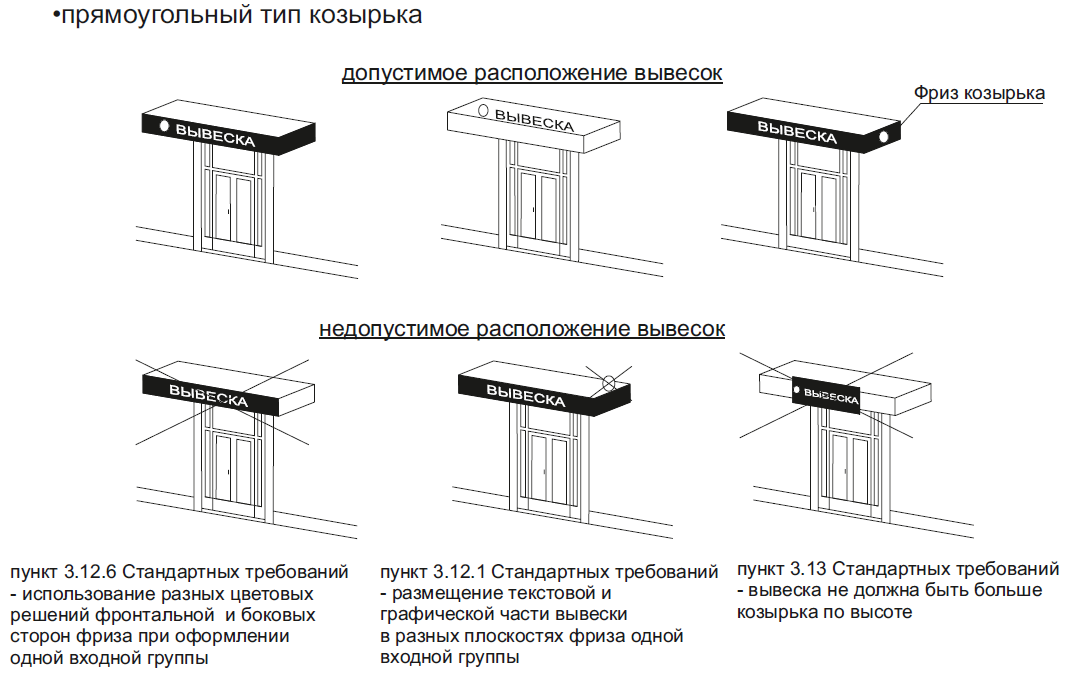 •прямоугольный тип козырька
допустимое расположение вывесок
Фриз козырька
ВЫВЕСКА
ВЫВЕСКА
ВЫВЕСКА
недопустимое расположение вывесок
ВЫВЕСКА
ВЫВЕСКА
ВЫВЕСКА
пункт 3.12.6 Стандартных требований
- использование разных цветовых
решений фронтальной и боковых
сторон фриза при оформлении
одной входной группы
пункт 3.12.1 Стандартных требований
- размещение текстовой и
графической части вывески
в разных плоскостях фриза одной
входной группы
пункт 3.13 Стандартных требований
- вывеска не должна быть больше
козырька по высоте